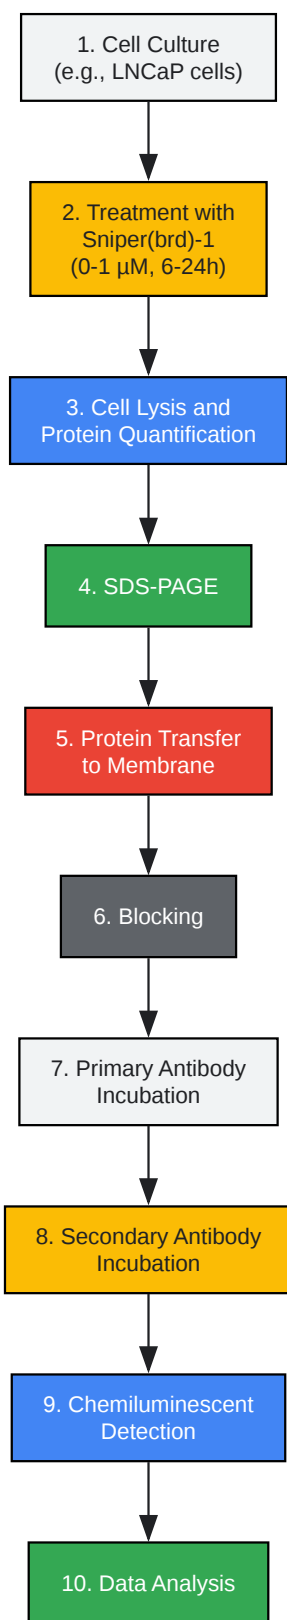 1. Cell Culture
(e.g., LNCaP cells)
2. Treatment with
Sniper(brd)-1
(0-1 µM, 6-24h)
3. Cell Lysis and
Protein Quantification
4. SDS-PAGE
5. Protein Transfer
to Membrane
6. Blocking
7. Primary Antibody
Incubation
8. Secondary Antibody
Incubation
9. Chemiluminescent
Detection
10. Data Analysis